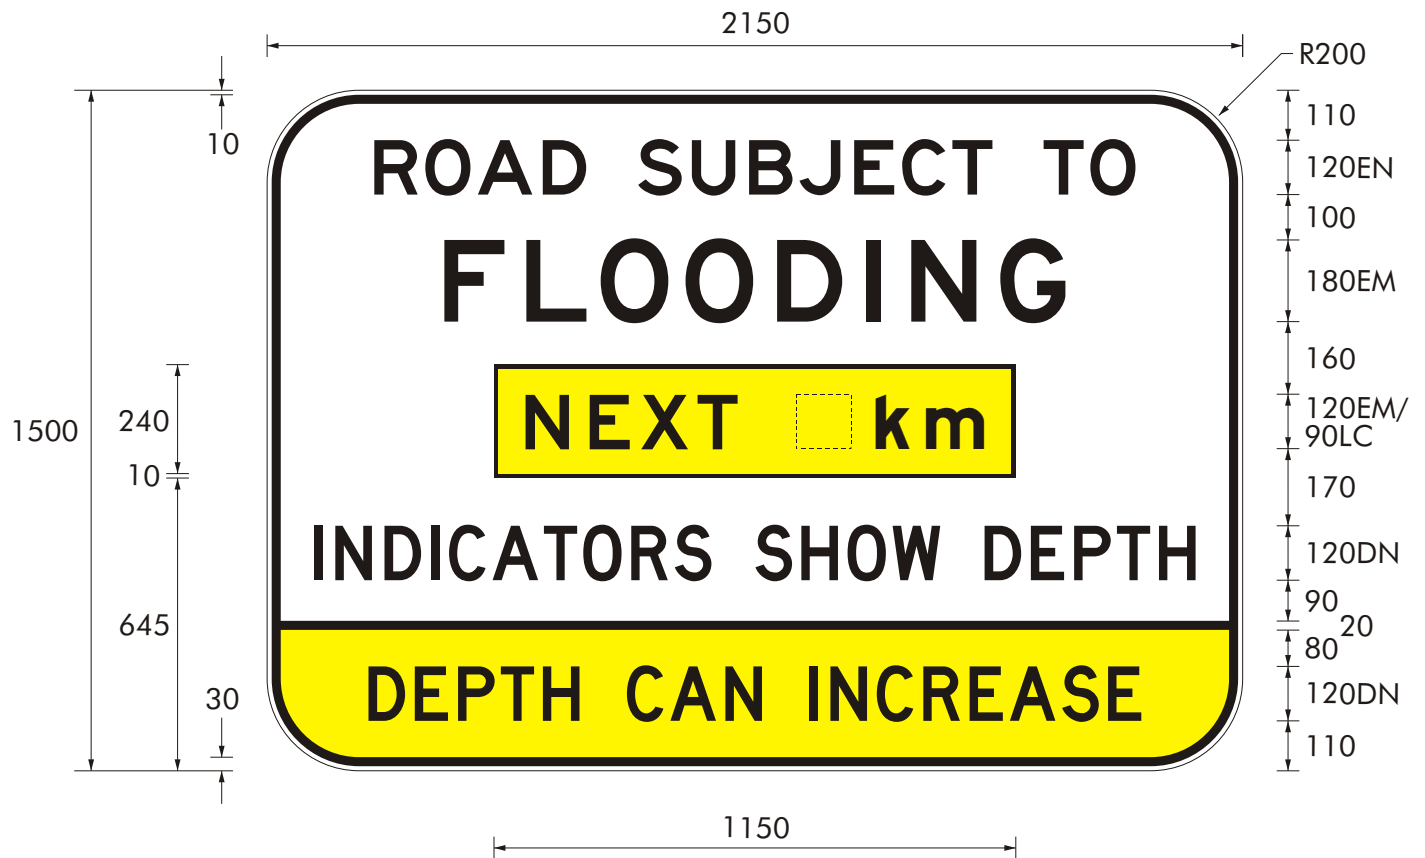 2150
R200
10
110
ROAD SUBJECT TO
120EN
100
FLOODING
180EM
160
1500
240
NEXT km
120EM/
90LC
10
170
INDICATORS SHOW DEPTH
120DN
90
20
645
80
DEPTH CAN INCREASE
120DN
30
110
1150